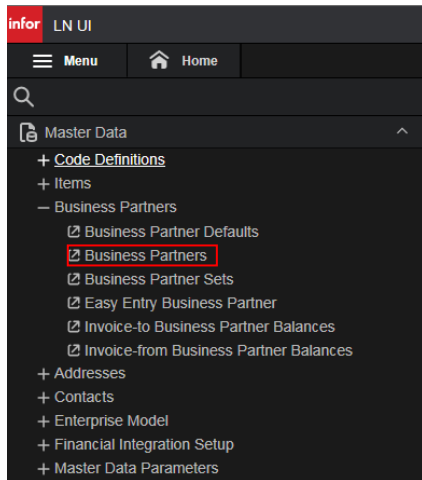 infor LN UI
Menu Home
Master Data
+ Code Definitions
+ Items
– Business Partners
Business Partner Defaults
Business Partners
Business Partner Sets
Easy Entry Business Partner
Invoice-to Business Partner Balances
Invoice-from Business Partner Balances
+ Addresses
+ Contacts
+ Enterprise Model
+ Financial Integration Setup
+ Master Data Parameters